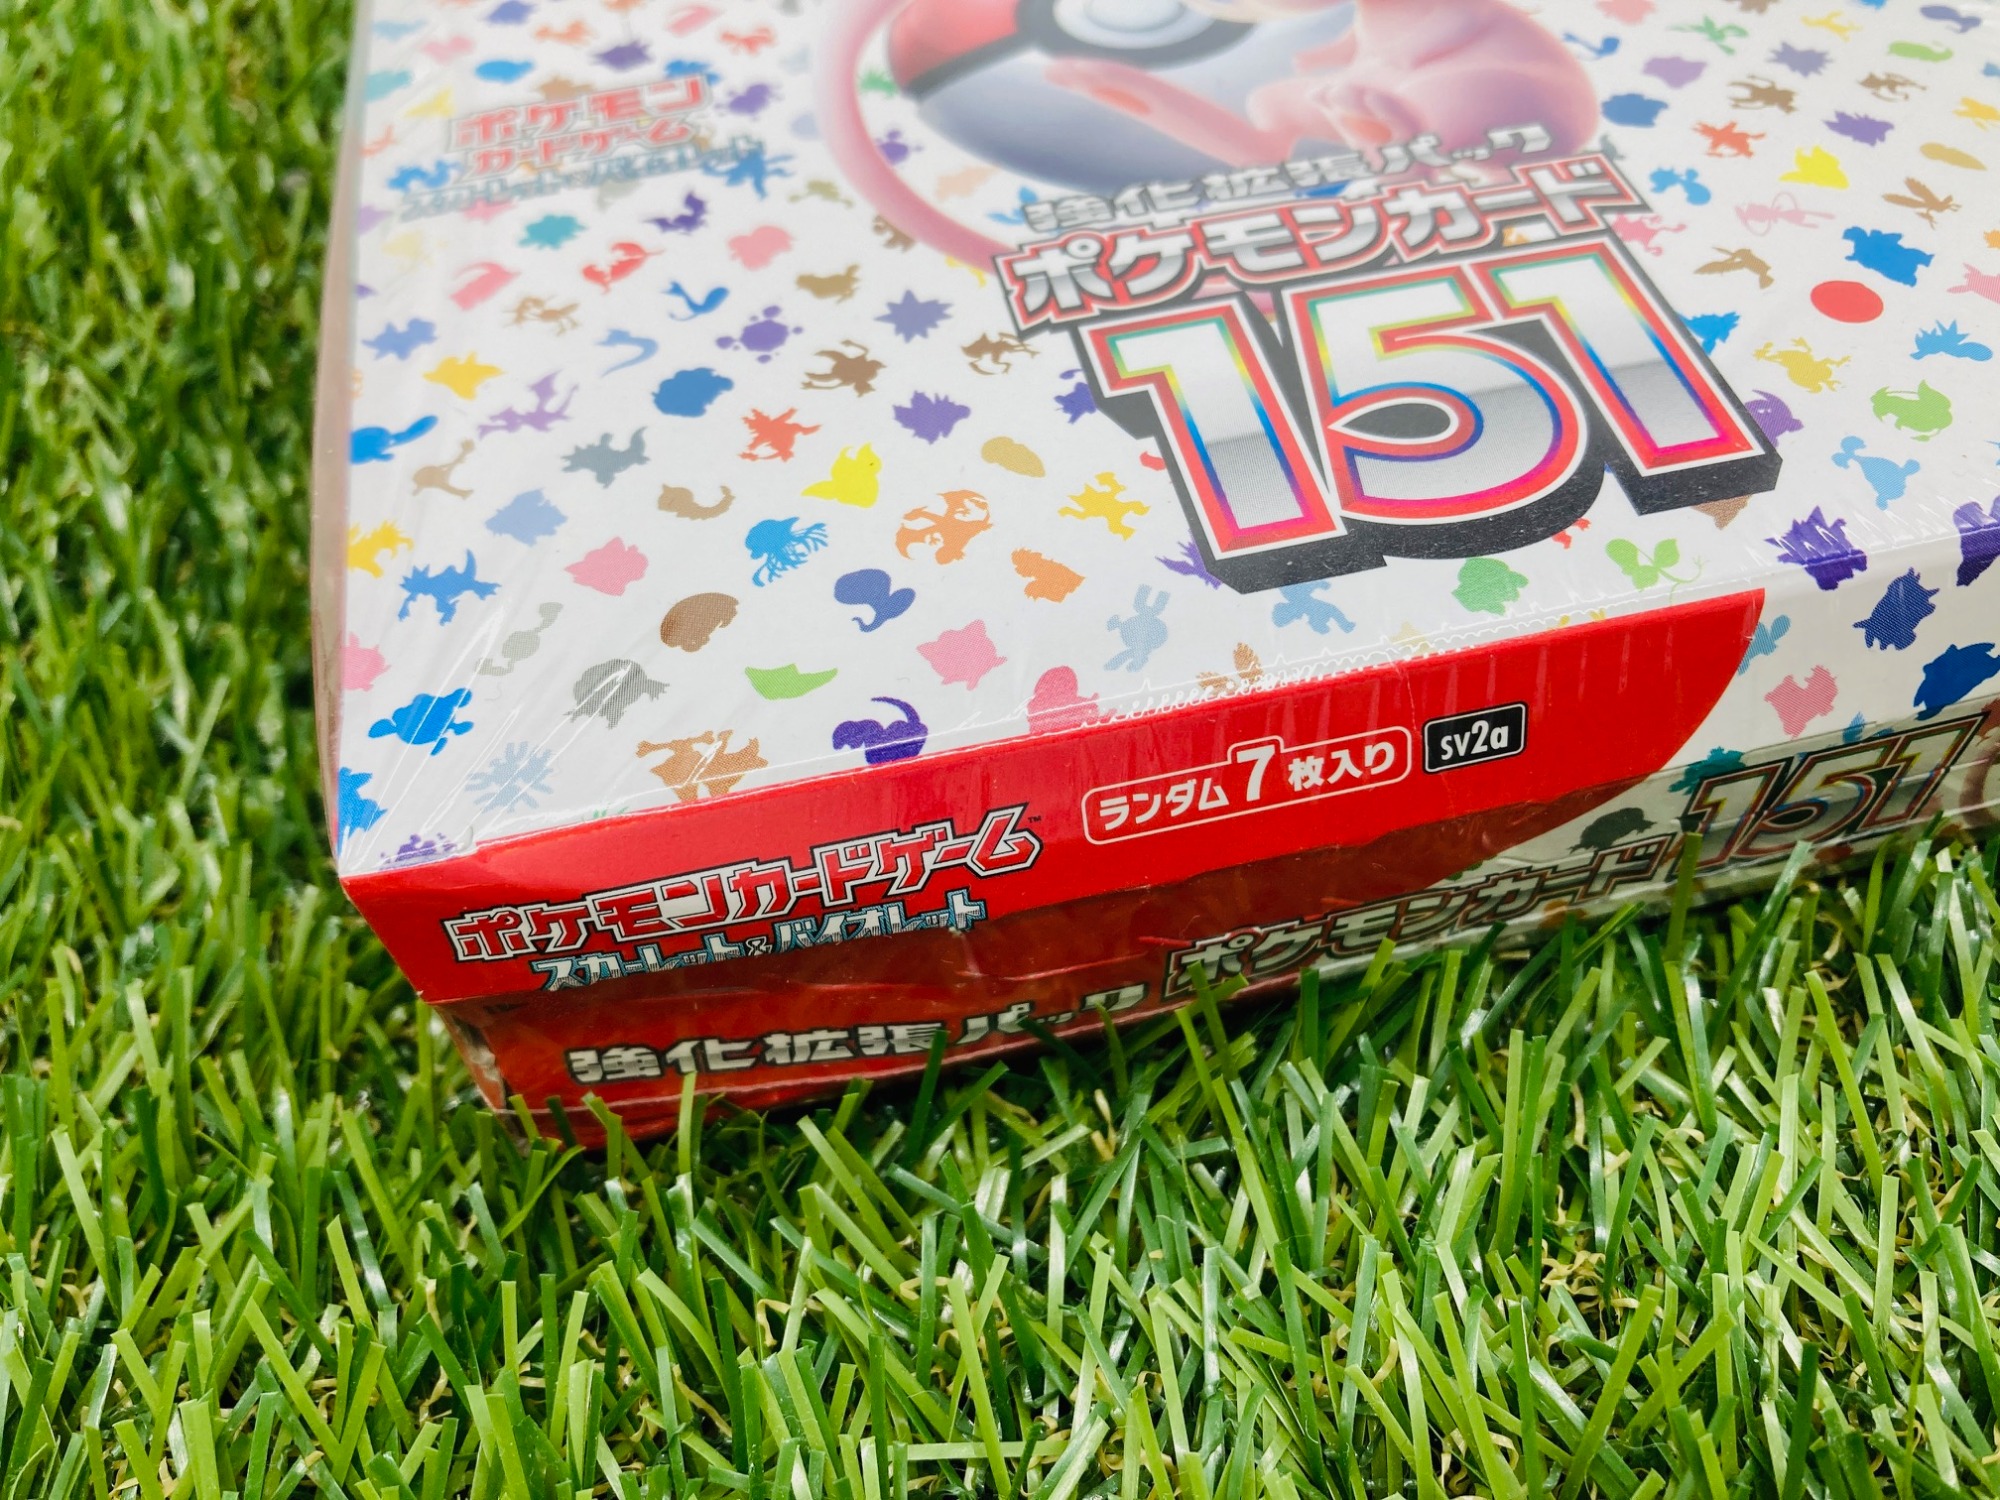 ポケモン
カードゲーム
スカーレット&バイオレット
強化拡張パック
ポケモンカード
151
ランダム7枚入り
sv2a
ポケモンカードゲーム™
スカーレット&バイオレット
強化拡張パック ポケモンカード 151